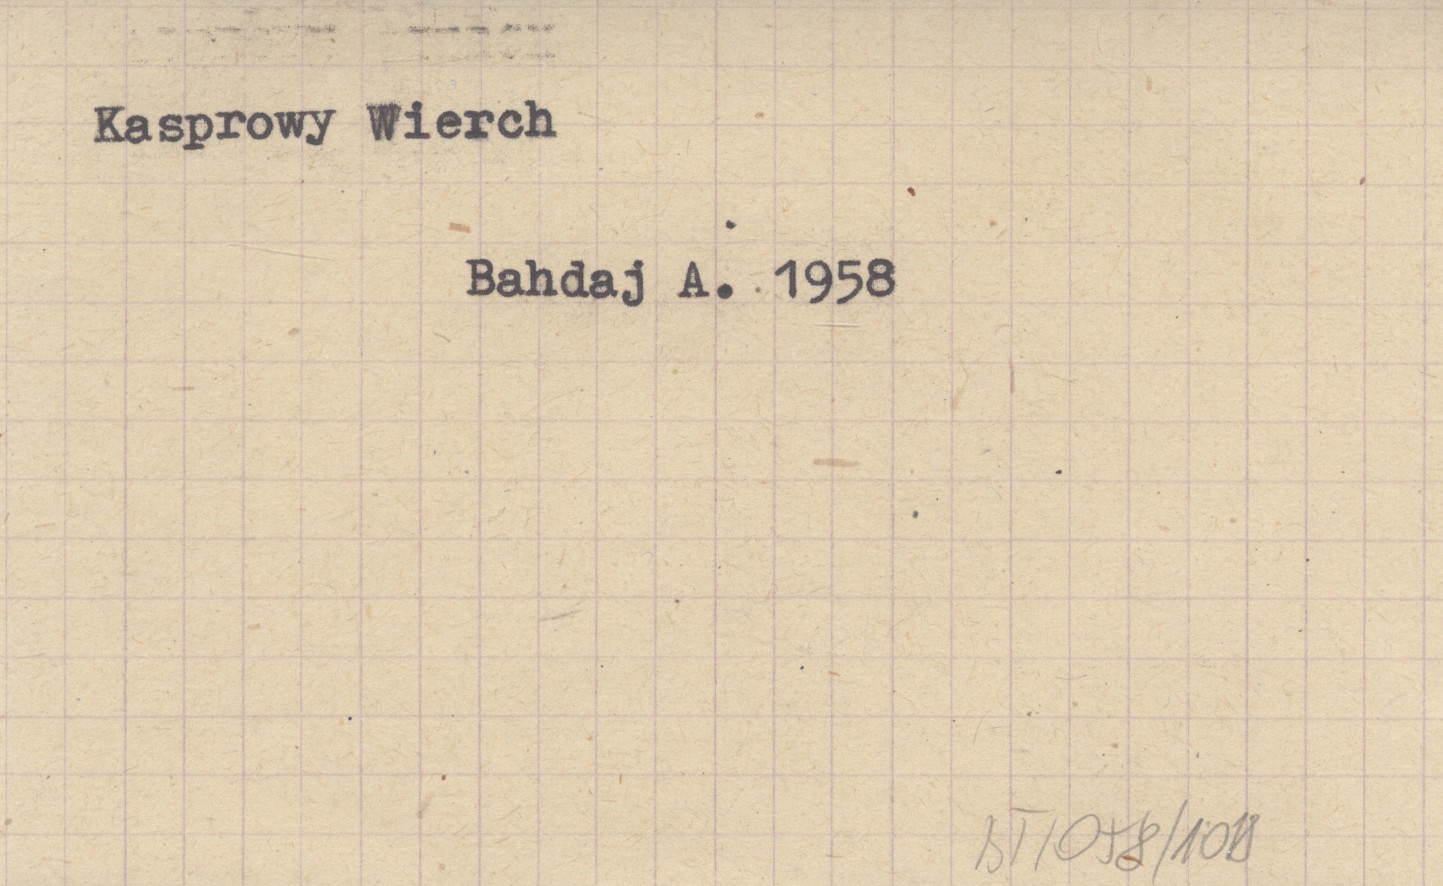 Kasprowy Wierch
Bahdaj A. 1958